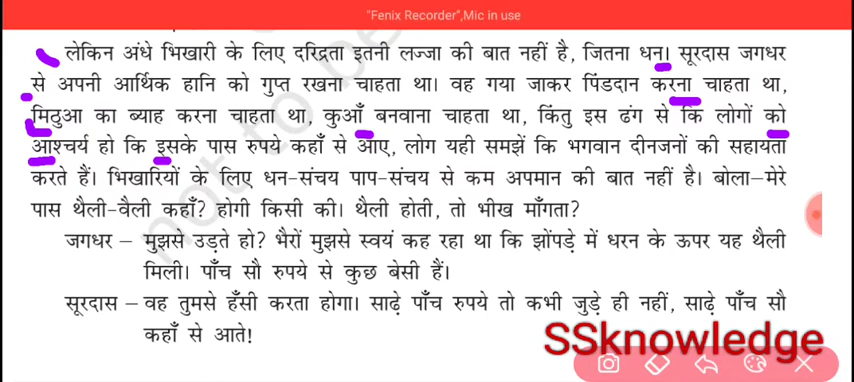 "Fenix Recorder",Mic in use
लेकिन अंधे भिखारी के लिए दरिद्रता इतनी लज्जा की बात नहीं है, जितना धन। सूरदास जगधर
से अपनी आर्थिक हानि को गुप्त रखना चाहता था। वह गया जाकर पिंडदान करना चाहता था,
मिठुआ का ब्याह करना चाहता था, कुआँ बनवाना चाहता था, किंतु इस ढंग से कि लोगों को
आश्चर्य हो कि इसके पास रुपये कहाँ से आए, लोग यही समझें कि भगवान दीनजनों की सहायता
करते हैं। भिखारियों के लिए धन-संचय पाप-संचय से कम अपमान की बात नहीं है। बोला–मेरे
पास थैली-वैली कहाँ? होगी किसी की। थैली होती, तो भीख माँगता?
जगधर – मुझसे उड़ते हो? भैरों मुझसे स्वयं कह रहा था कि झोंपड़े में धरन के ऊपर यह थैली
मिली। पाँच सौ रुपये से कुछ बेसी हैं।
सूरदास – वह तुमसे हँसी करता होगा। साढ़े पाँच रुपये तो कभी जुड़े ही नहीं, साढ़े पाँच सौ
कहाँ से आते!
SSknowledge
not to be